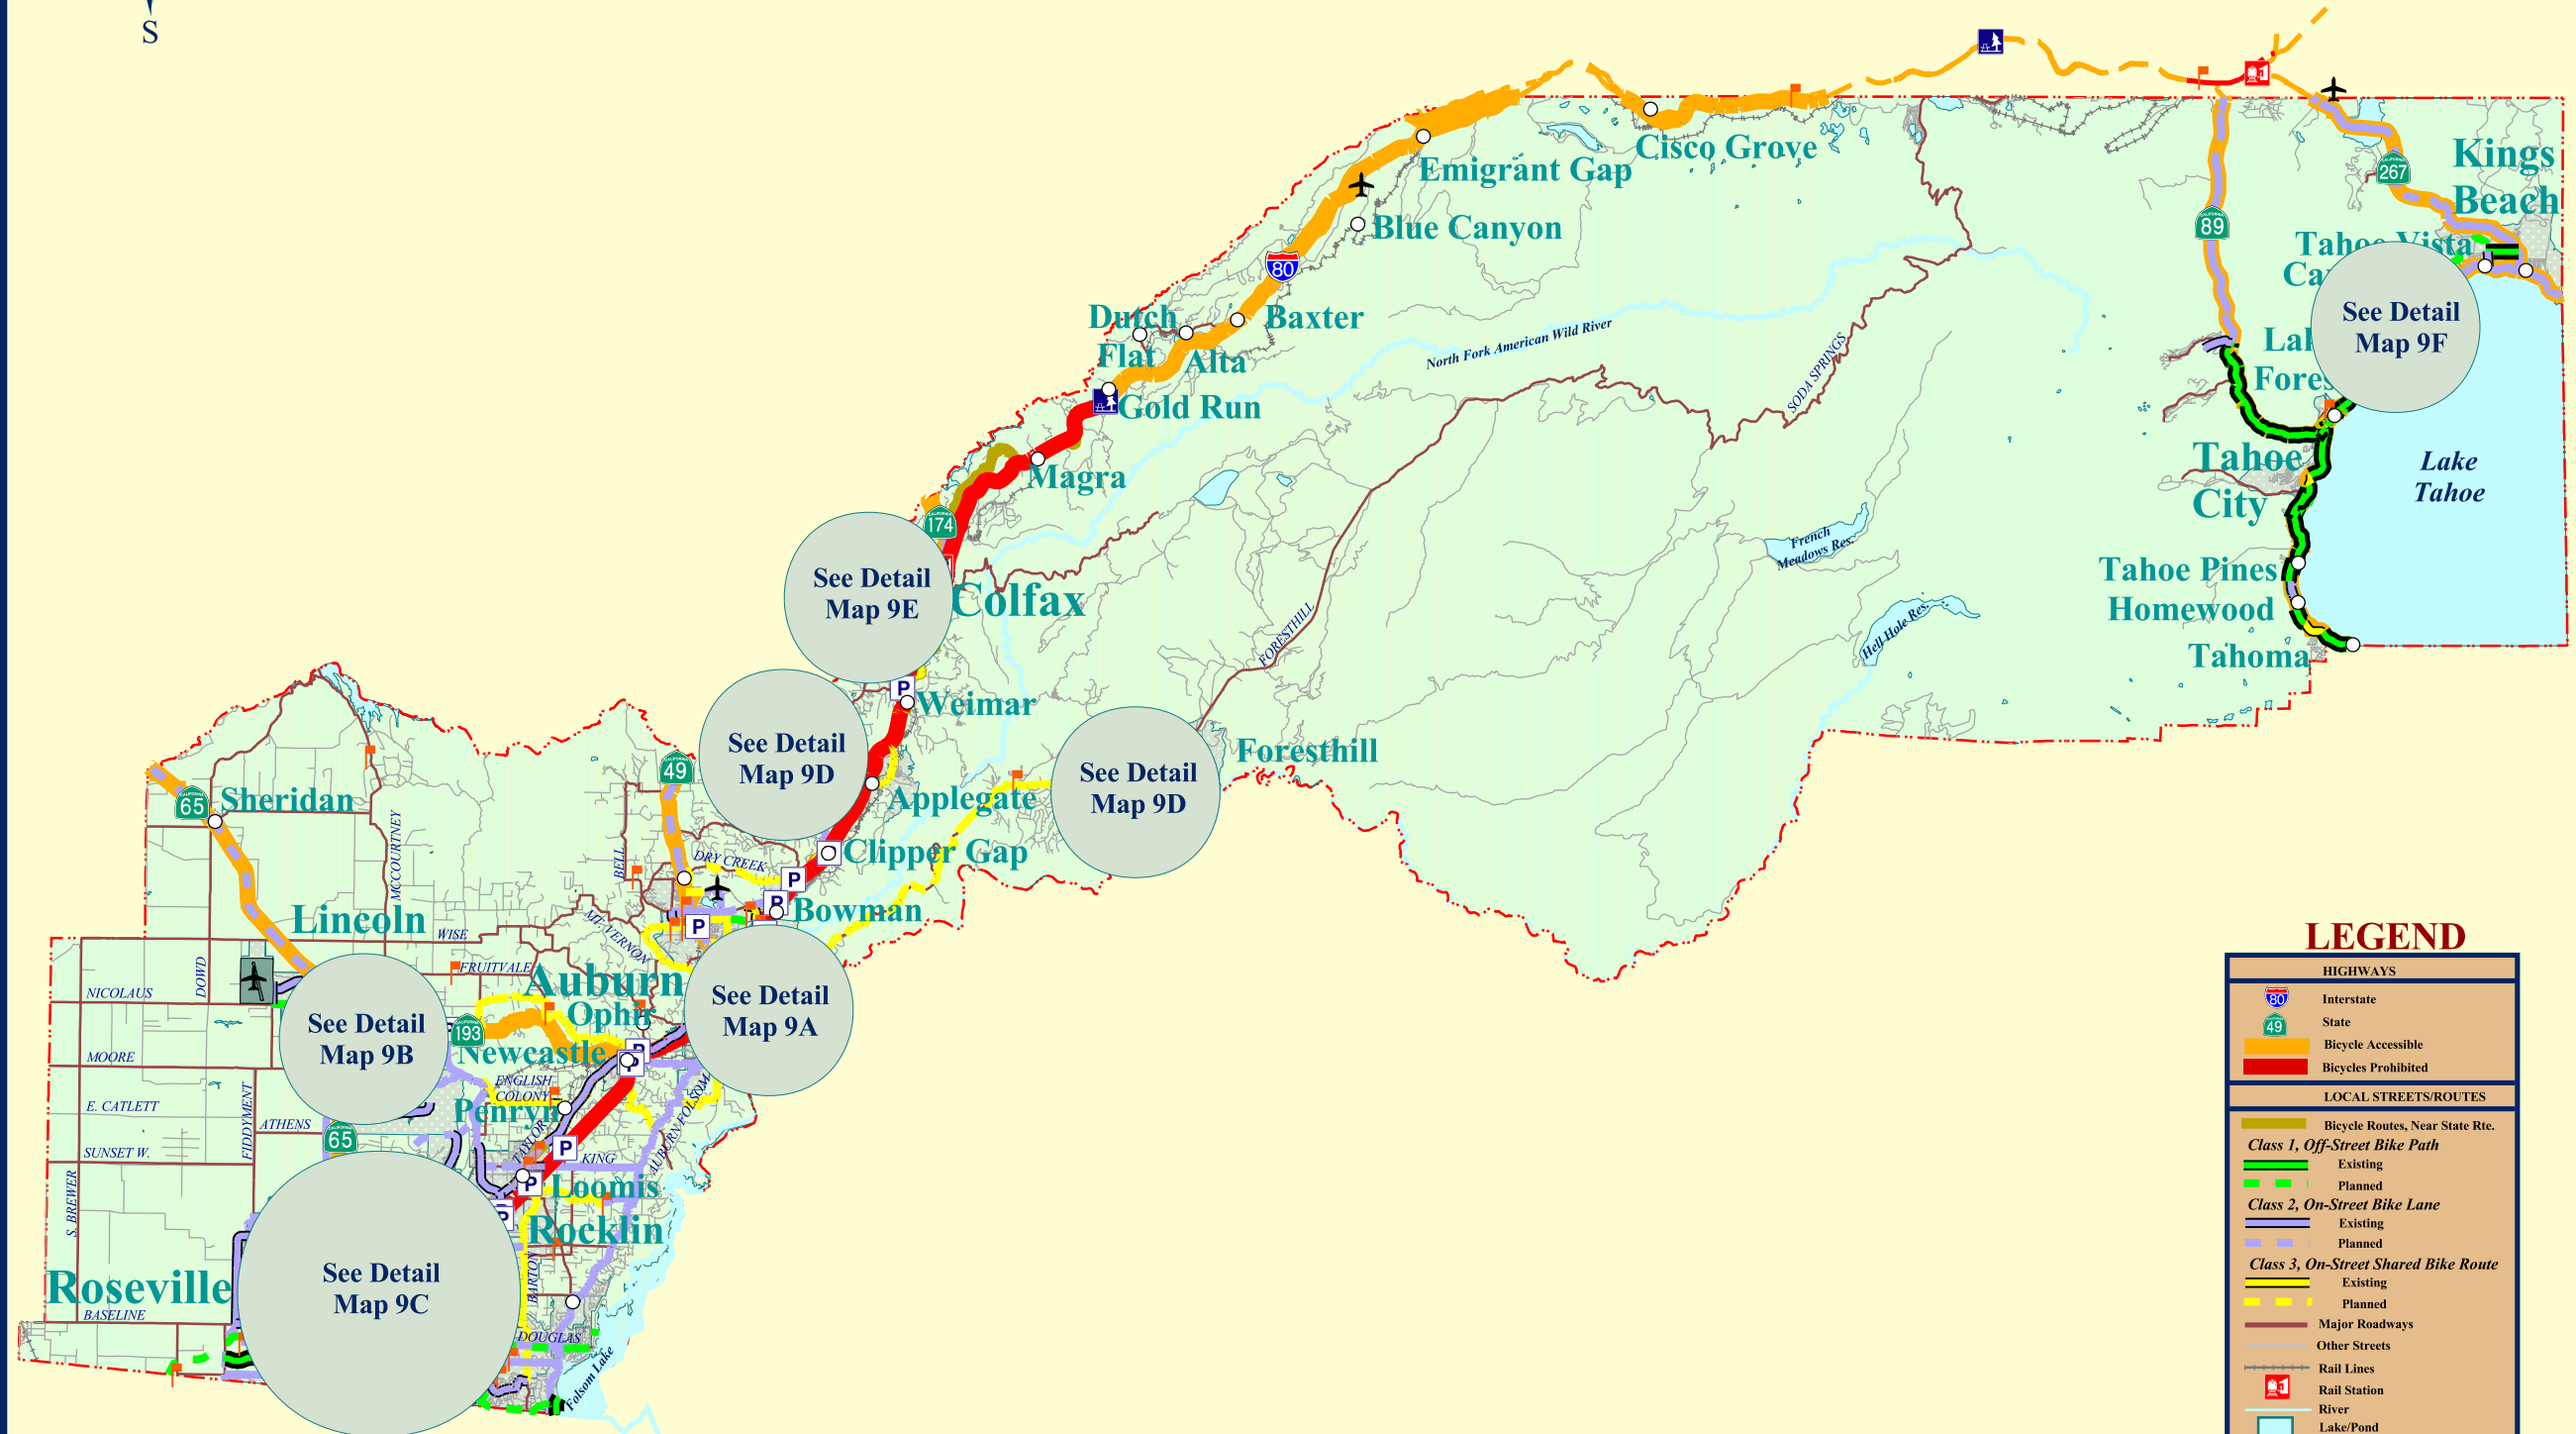 S
Kings
Beach
267
Cisco Grove
Emigrant Gap
89
Blue Canyon
Tahoe Vista
80
See Detail
Map 9F
Dutch
Flat
Baxter
Alta
North Fork American Wild River
SODA SPRINGS
Gold Run
Lake
Tahoe
Tahoe
City
Magra
174
French
Meadows Res.
See Detail
Map 9E
Colfax
Tahoe Pines
Homewood
Hell Hole Res.
FORESTHILL
Tahoma
Weimar
See Detail
Map 9D
Foresthill
See Detail
Map 9D
49
65
Sheridan
Applegate
MCCOURTNEY
BELL
DRY CREEK
Clipper Gap
Bowman
P
P
P
P
Lincoln
WISE
MT. VERNON
FRUITVALE
Auburn
DOWD
NICOLAUS
See Detail
Map 9A
Ophir
193
See Detail
Map 9B
MOORE
Newcastle
P
P
ENGLISH
COLONY
E. CATLETT
FIDDYMENT
Penryn
ATHENS
65
TAYLOR
AUBURN FOLSOM
SUNSET W.
P
KING
S. BREWER
P
Loomis
P
Rocklin
See Detail
Map 9C
Roseville
BARTON
BASELINE
DOUGLAS
Folsom Lake
LEGEND
HIGHWAYS
80
Interstate
49
State
Bicycle Accessible
Bicycles Prohibited
LOCAL STREETS/ROUTES
Bicycle Routes, Near State Rte.
Class 1, Off-Street Bike Path
Existing
Planned
Class 2, On-Street Bike Lane
Existing
Planned
Class 3, On-Street Shared Bike Route
Existing
Planned
Major Roadways
Other Streets
Rail Lines
Rail Station
River
Lake/Pond